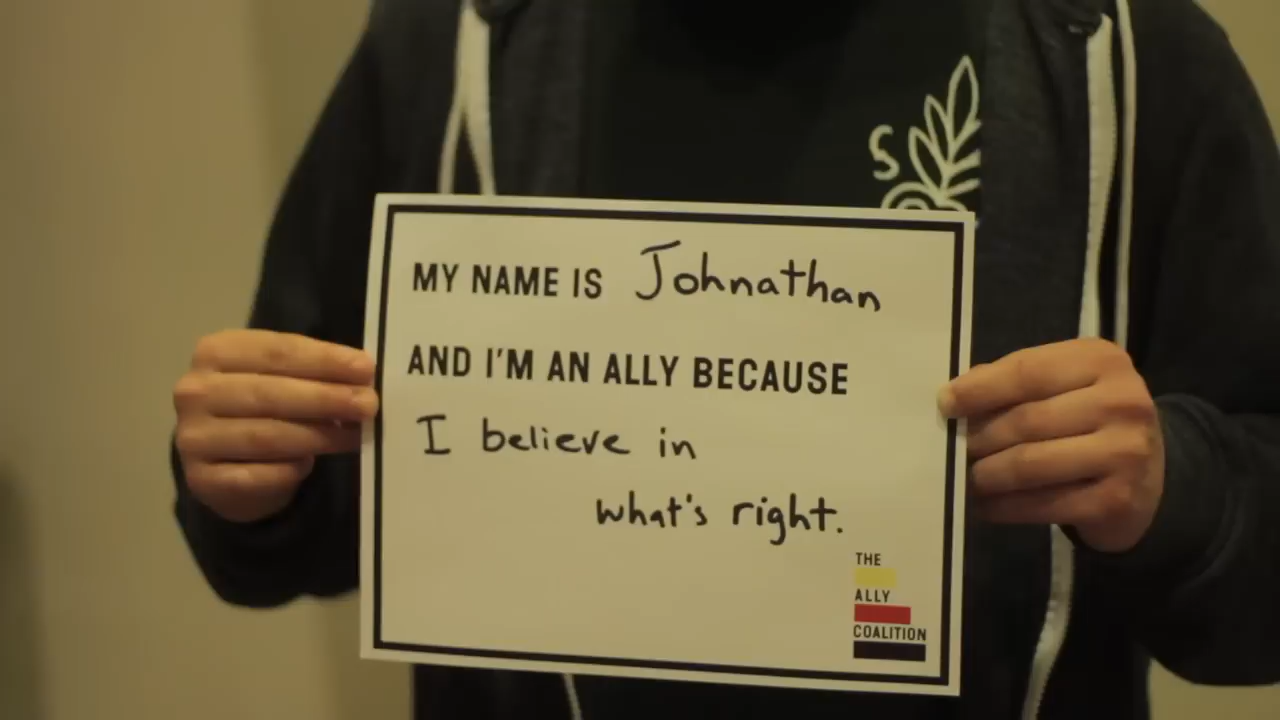 S
MY NAME IS Johnathan
AND I'M AN ALLY BECAUSE
I believe in
what's right.
THE
ALLY
COALITION